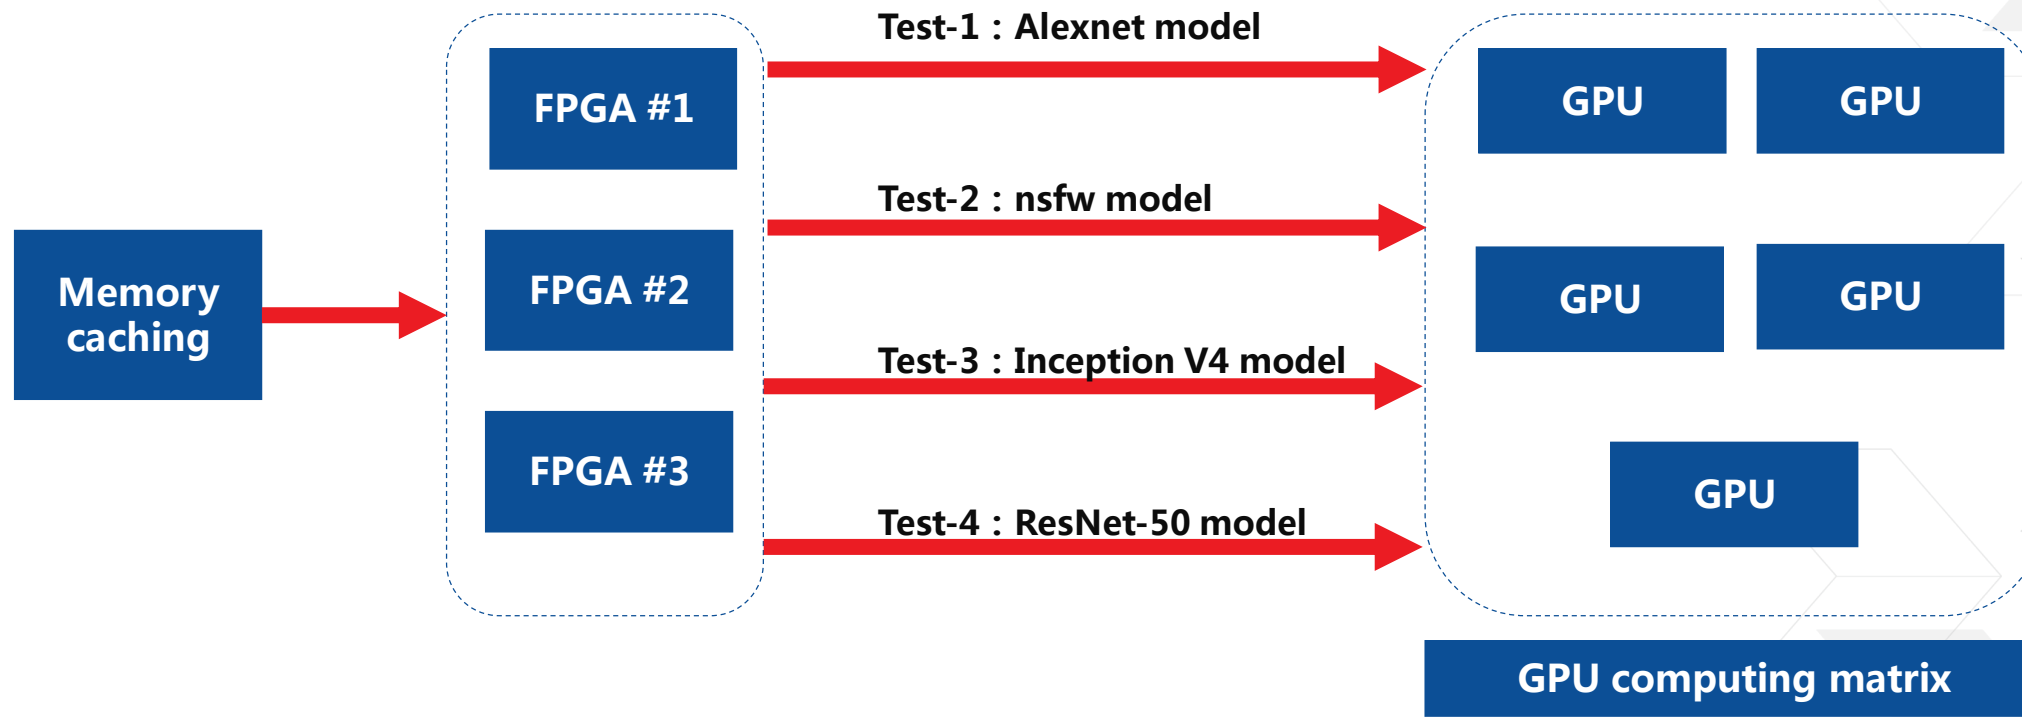 Memory
caching
FPGA #1
FPGA #2
FPGA #3
Test-1：Alexnet model
Test-2：nsfw model
Test-3：Inception V4 model
Test-4：ResNet-50 model
GPU
GPU
GPU
GPU
GPU
GPU computing matrix